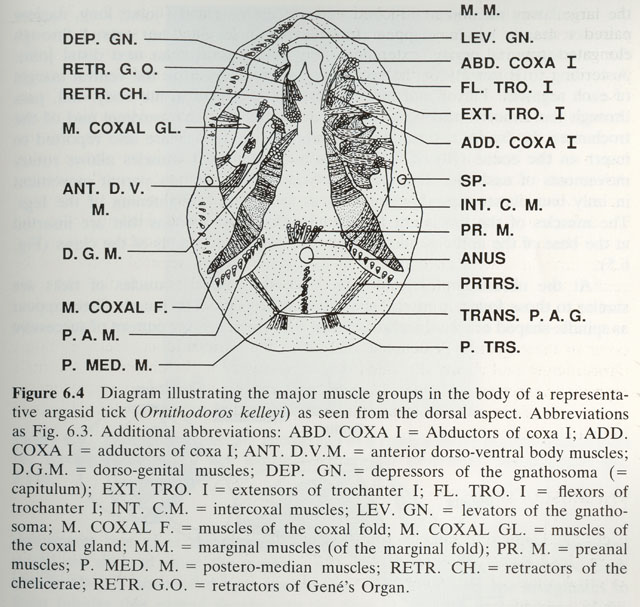 M. M.
DEP. GN.
LEV. GN.
RETR. G.O.
ABD. COXA I
RETR. CH.
FL. TRO. I
EXT. TRO. I
M. COXAL GL.
ADD. COXA I
ANT. D. V.
M.
SP.
INT. C. M.
PR. M.
D. G. M.
ANUS
PRTRS.
M. COXAL F.
TRANS. P. A. G.
P. A. M.
P. TRS.
P. MED. M.
Figure 6.4 Diagram illustrating the major muscle groups in the body of a representa-
tive argasid tick (Ornithodoros kelleyi) as seen from the dorsal aspect. Abbreviations
as Fig. 6.3. Additional abbreviations: ABD. COXA I = Abductors of coxa I; ADD.
COXA I = adductors of coxa I; ANT. D.V.M. = anterior dorso-ventral body muscles;
D.G.M. = dorso-genital muscles; DEP. GN. = depressors of the gnathosoma (=
capitulum); EXT. TRO. I = extensors of trochanter I; FL. TRO. I = flexors of
trochanter I; INT. C.M. = intercoxal muscles; LEV. GN. = levators of the gnatho-
soma; M. COXAL F. = muscles of the coxal fold; M. COXAL GL. = muscles of
the coxal gland; M.M. = marginal muscles (of the marginal fold); PR. M. = preanal
muscles; P. MED. M. = postero-median muscles; RETR. CH. = retractors of the
chelicerae; RETR. G.O. = retractors of Gené's Organ.